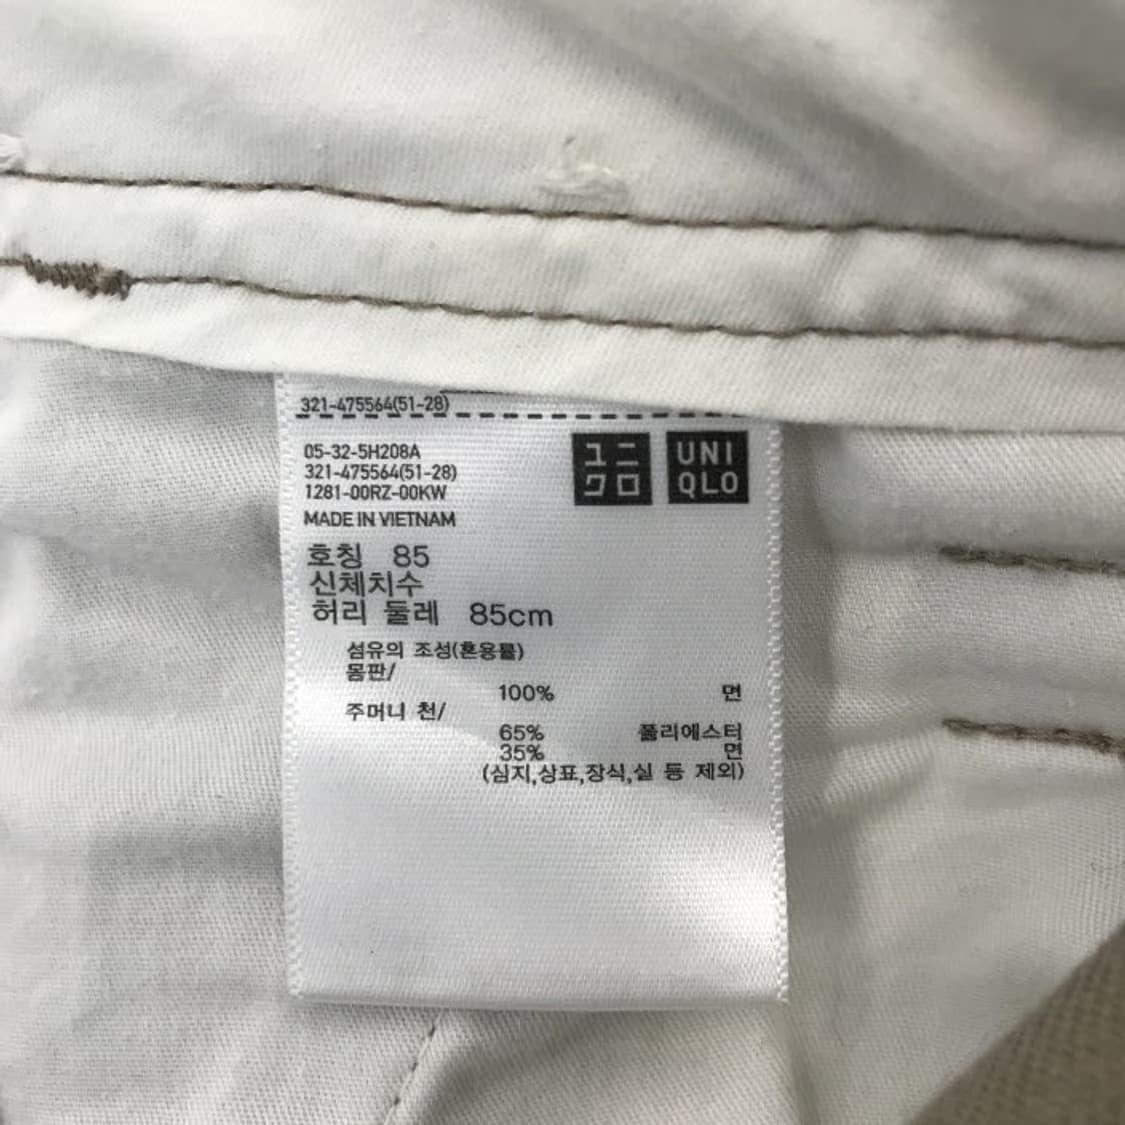 321-475564(51-28)
05-32-5H208A
321-475564(51-28)
1281-00RZ-00KW
MADE IN VIETNAM
ユニ
クロ
UNI
QLO
호칭 85
신체치수
허리 둘레 85cm
섬유의 조성(혼용률)
몸판/
100% 면
주머니 천/
65% 폴리에스터
35% 면
(심지,상표,장식,실 등 제외)